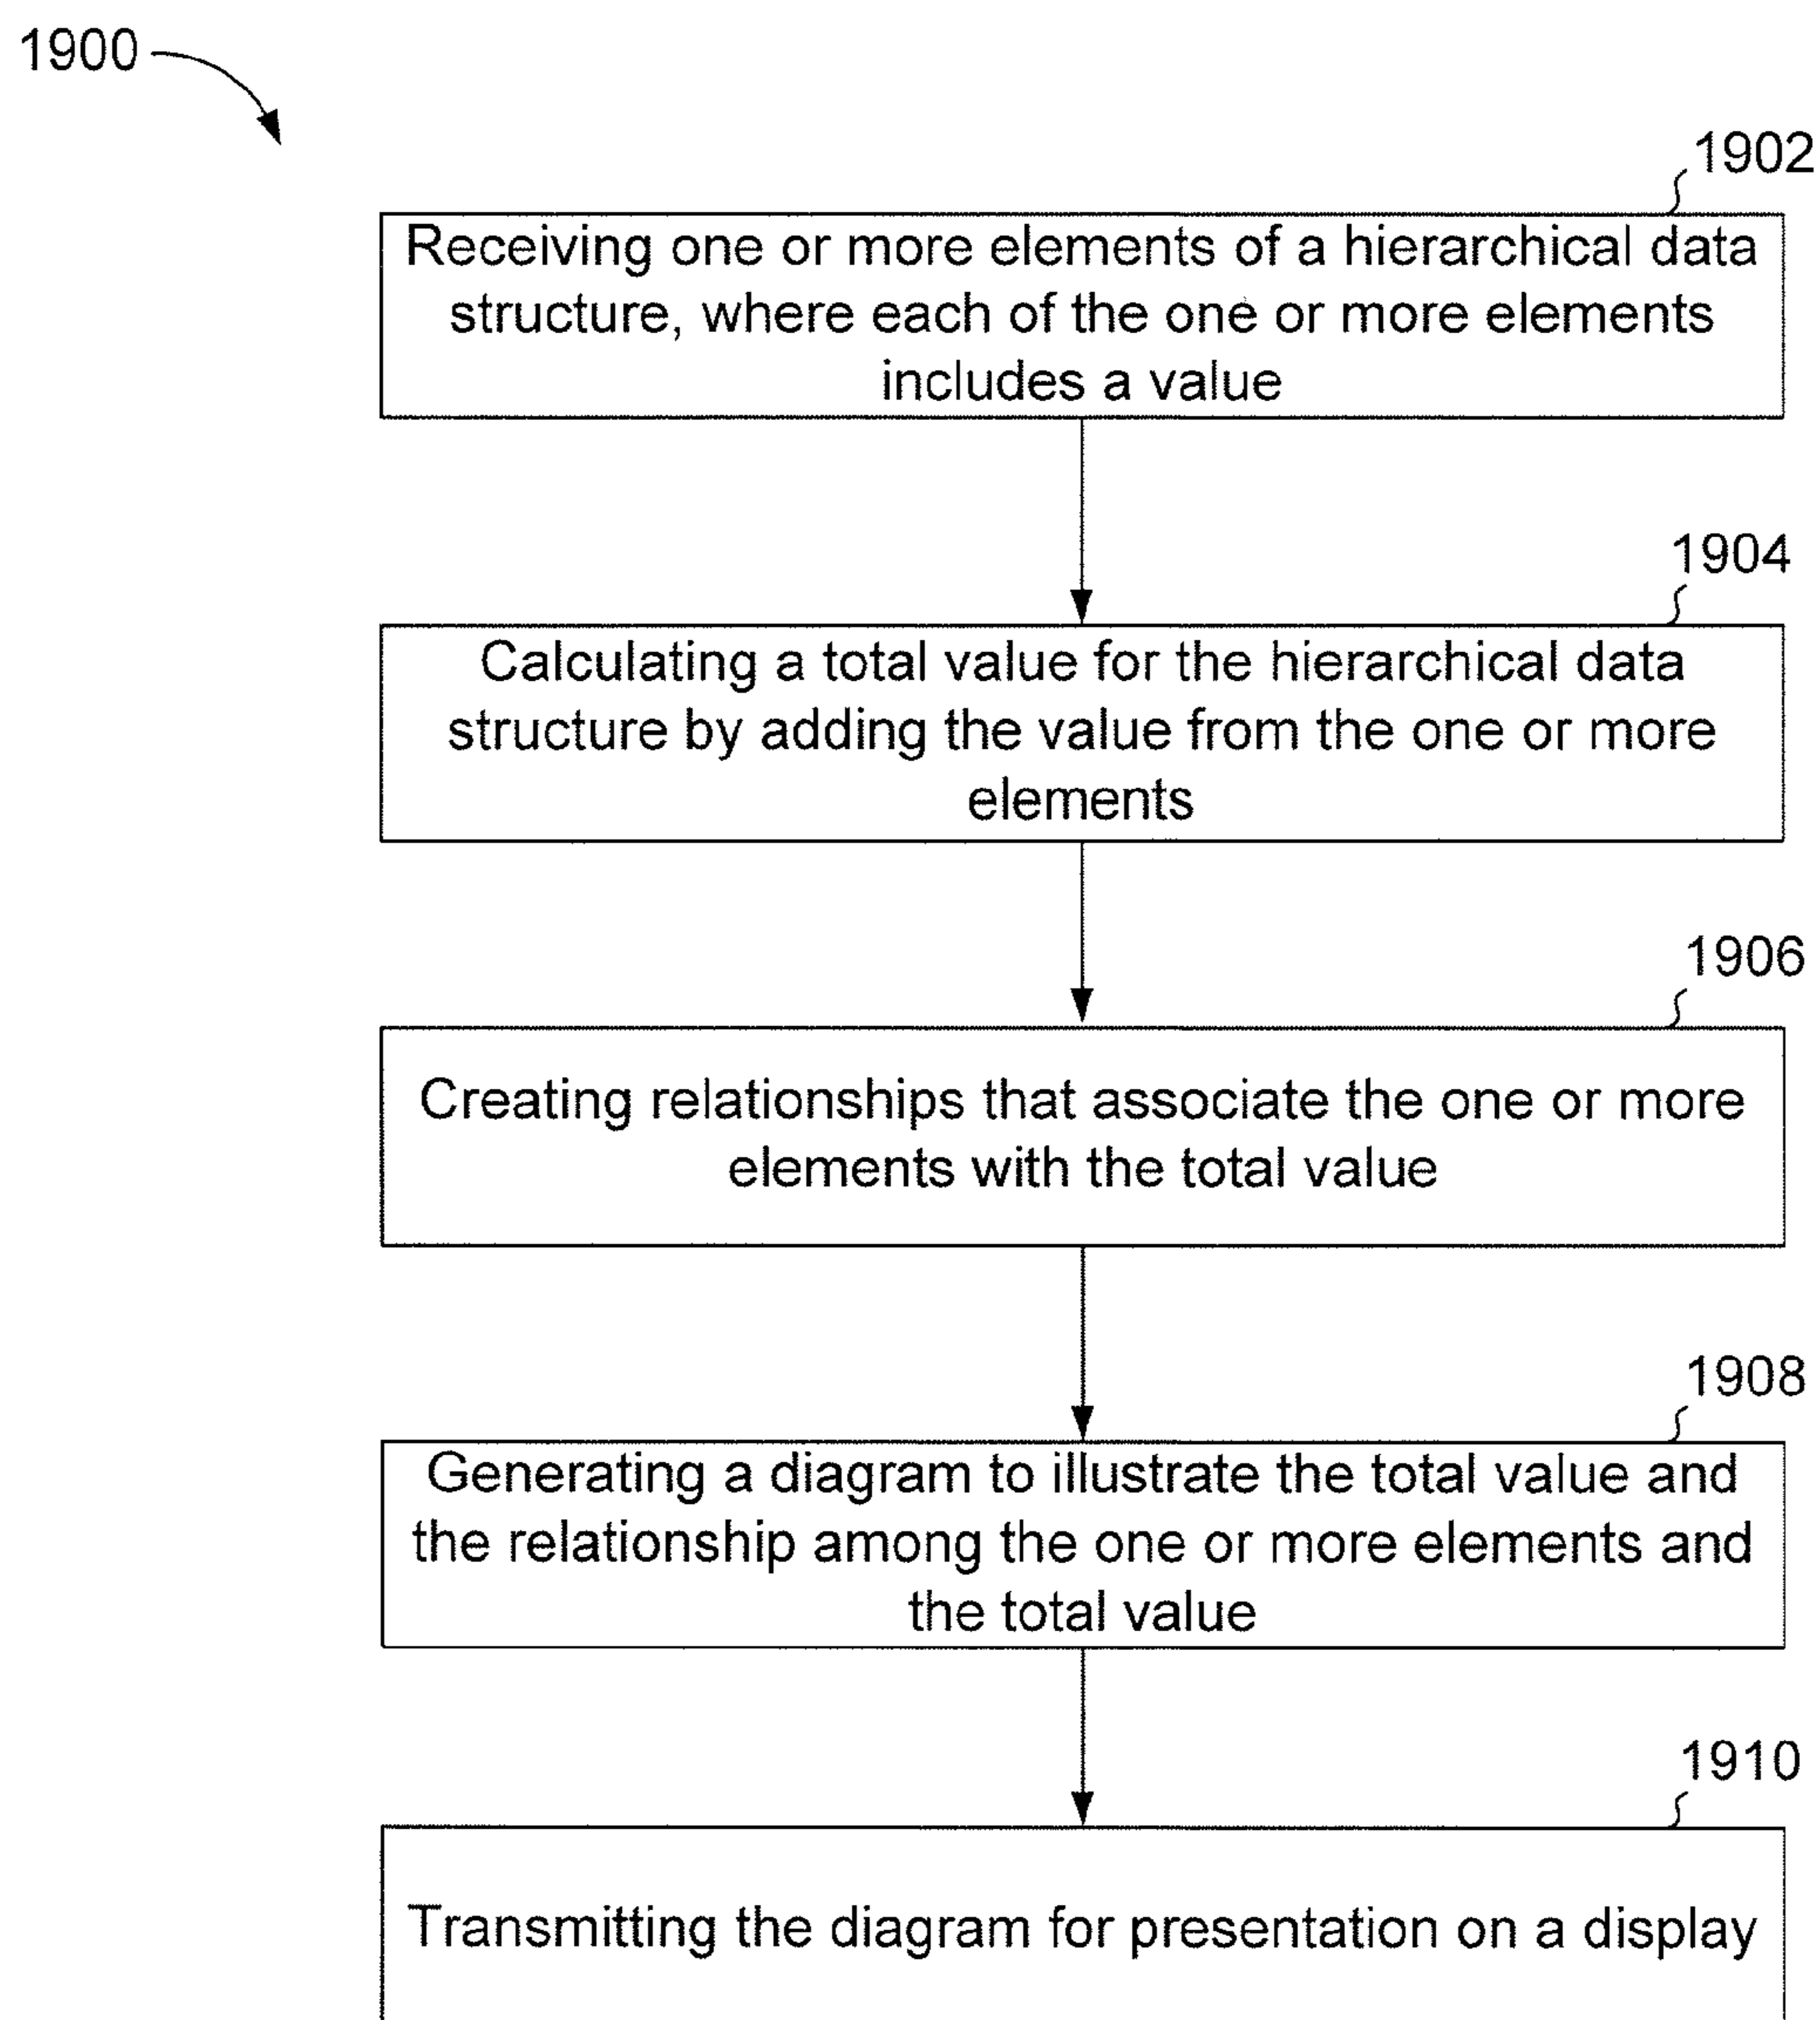 1900
1902
Receiving one or more elements of a hierarchical data
structure, where each of the one or more elements
includes a value
1904
Calculating a total value for the hierarchical data
structure by adding the value from the one or more
elements
1906
Creating relationships that associate the one or more
elements with the total value
1908
Generating a diagram to illustrate the total value and
the relationship among the one or more elements and
the total value
1910
Transmitting the diagram for presentation on a display